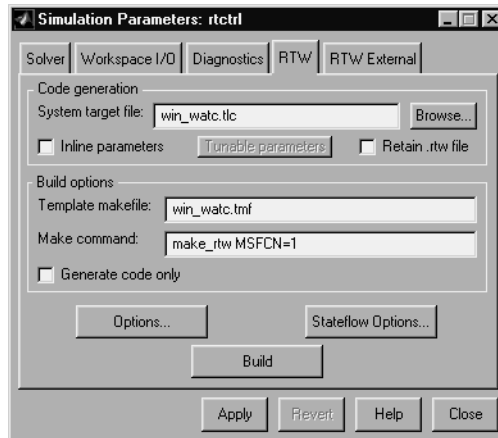 Simulation Parameters: rtctrl
Solver Workspace I/O Diagnostics RTW RTW External
Code generation
System target file: win_watc.tlc Browse...
Inline parameters Tunable parameters Retain .rtw file
Build options
Template makefile: win_watc.tmf
Make command: make_rtw MSFCN=1
Generate code only
Options... Stateflow Options...
Build
Apply Revert Help Close